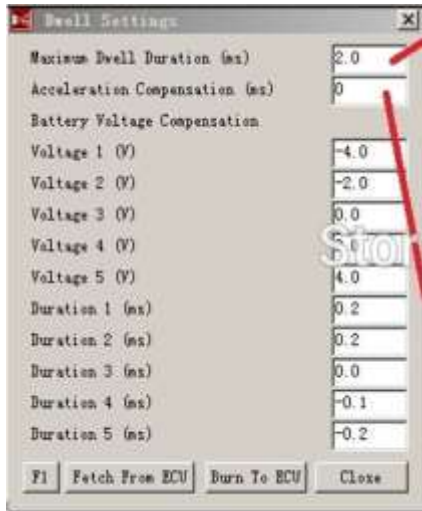 Dwell Settings
Maximum Dwell Duration (ms) 2.0
Acceleration Compensation (ms) 0
Battery Voltage Compensation
Voltage 1 (V) -4.0
Voltage 2 (V) -2.0
Voltage 3 (V) 0.0
Voltage 4 (V)
Voltage 5 (V) 4.0
Duration 1 (ms) 0.2
Duration 2 (ms) 0.2
Duration 3 (ms) 0.0
Duration 4 (ms) -0.1
Duration 5 (ms) -0.2
F1 Fetch From ECU Burn To ECU Close